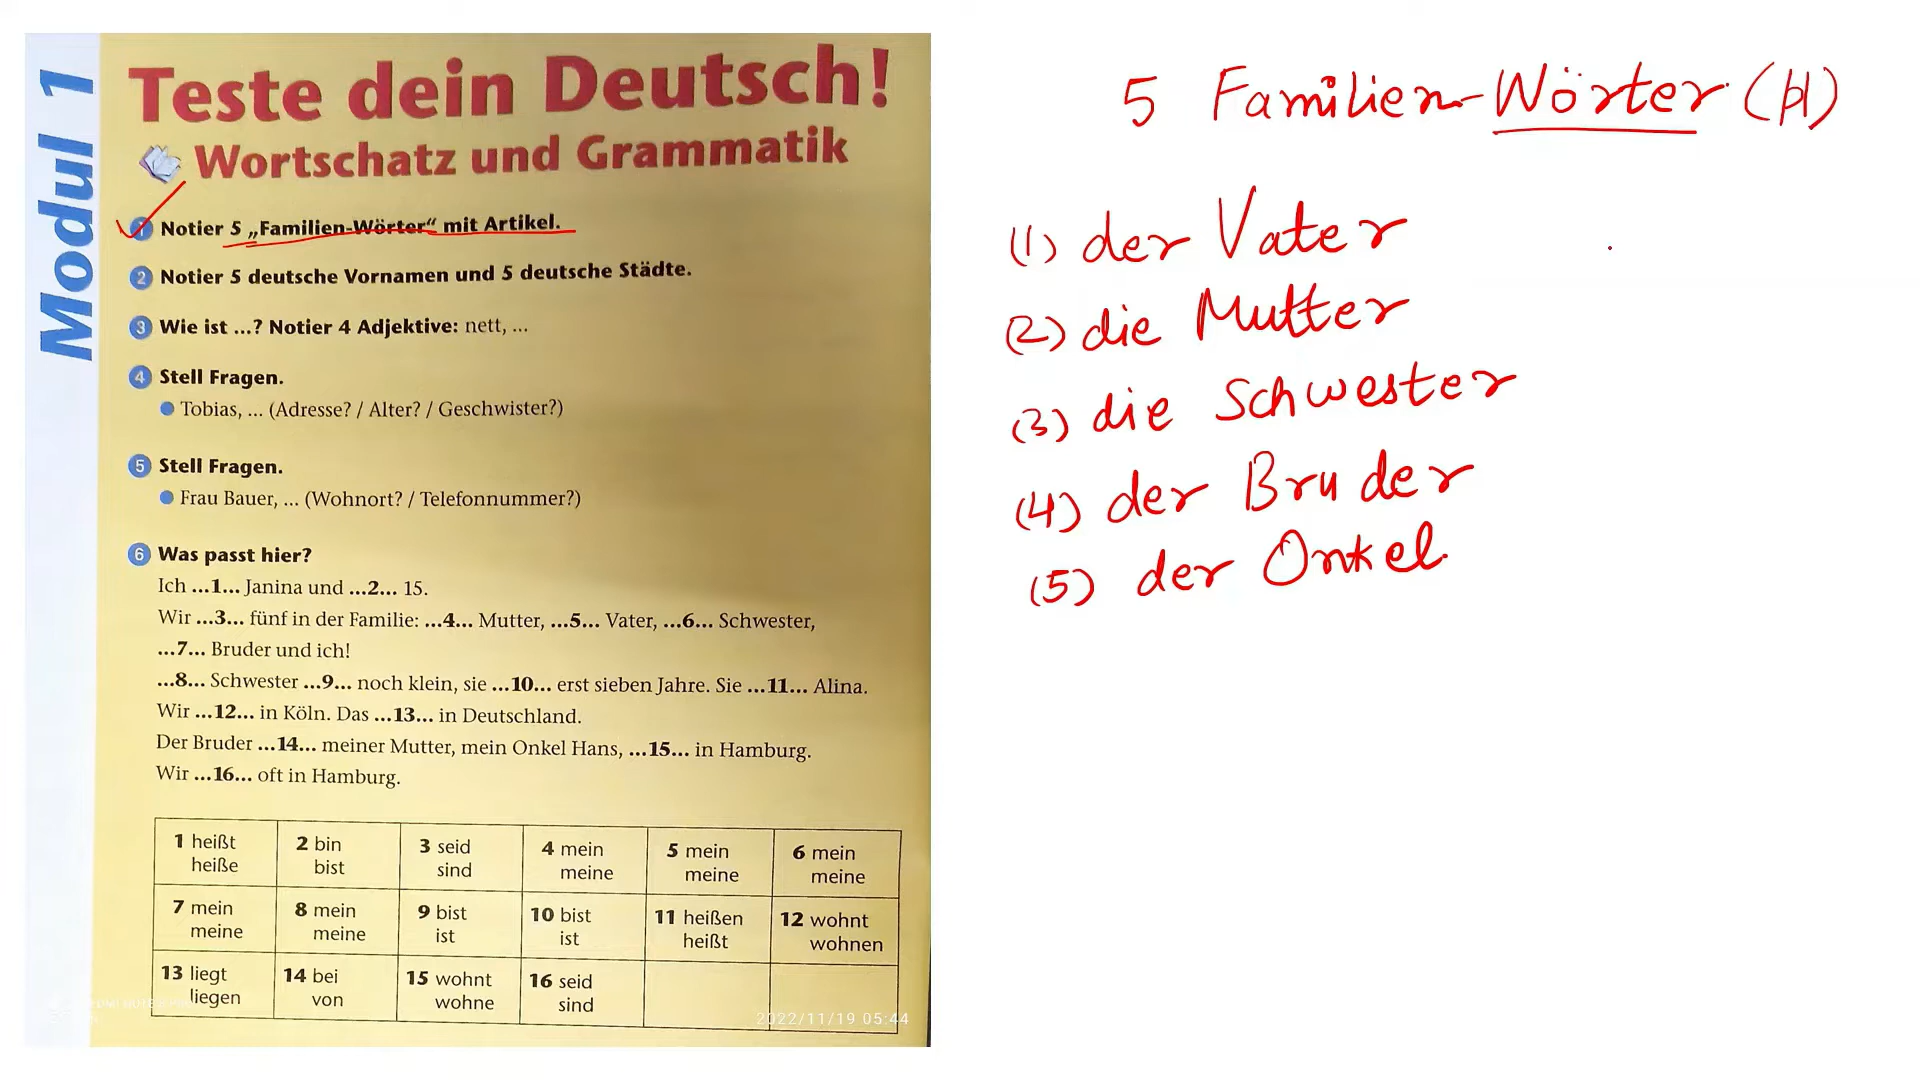 Modul 1
Teste dein Deutsch!
Wortschatz und Grammatik
1 Notier 5 „Familien-Wörter“ mit Artikel.
2 Notier 5 deutsche Vornamen und 5 deutsche Städte.
3 Wie ist ...? Notier 4 Adjektive: nett, ...
4 Stell Fragen.
● Tobias, ... (Adresse? / Alter? / Geschwister?)
5 Stell Fragen.
● Frau Bauer, ... (Wohnort? / Telefonnummer?)
6 Was passt hier?
Ich ...1... Janina und ...2... 15.
Wir ...3... fünf in der Familie: ...4... Mutter, ...5... Vater, ...6... Schwester,
...7... Bruder und ich!
...8... Schwester ...9... noch klein, sie ...10... erst sieben Jahre. Sie ...11... Alina.
Wir ...12... in Köln. Das ...13... in Deutschland.
Der Bruder ...14... meiner Mutter, mein Onkel Hans, ...15... in Hamburg.
Wir ...16... oft in Hamburg.
1 heißt 2 bin 3 seid 4 mein 5 mein 6 mein
heiße bist sind meine meine meine
7 mein 8 mein 9 bist 10 bist 11 heißen 12 wohnt
meine meine ist ist heißt wohnen
13 liegt 14 bei 15 wohnt 16 seid
liegen von wohne sind
2022/11/19 05:44
5 Familien-Wörter (pl)
(1) der Vater
(2) die Mutter
(3) die Schwester
(4) der Bruder
(5) der Onkel